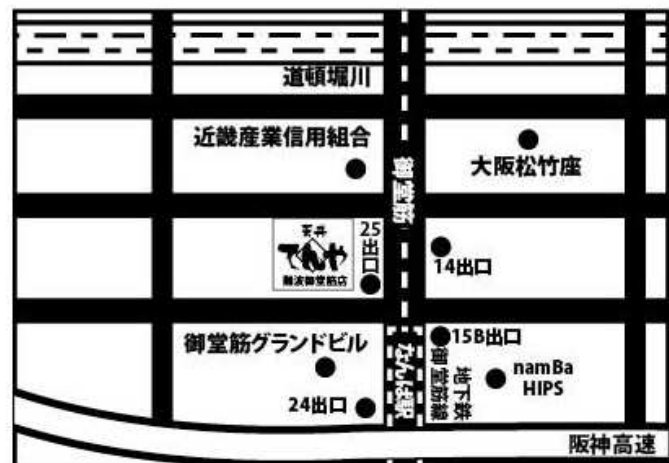 道頓堀川
近畿産業信用組合
大阪松竹座
御堂筋
てんや
難波御堂筋店
25出口
14出口
御堂筋グランドビル
なんば駅
15B出口
地下鉄
御堂筋線
namBa
HIPS
24出口
阪神高速